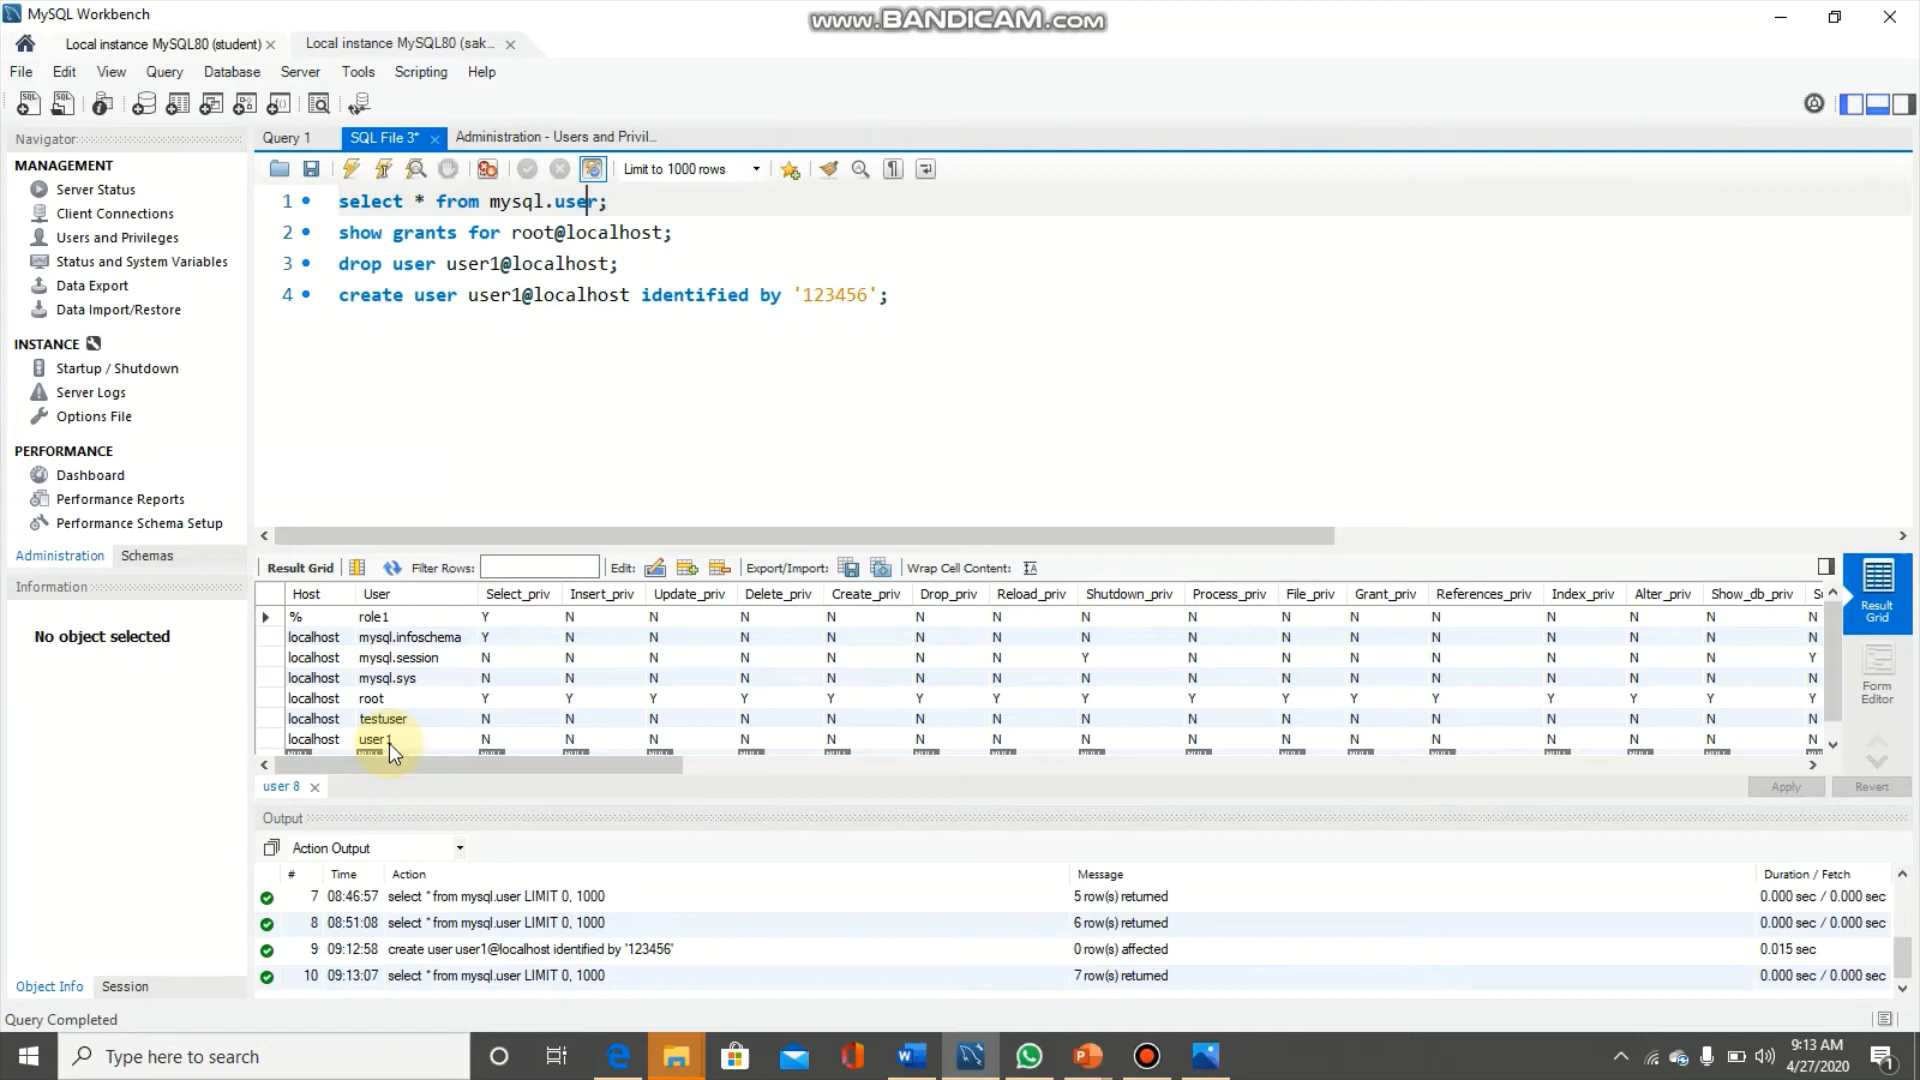 MySQL Workbench
www.BANDICAM.com
Local instance MySQL80 (student)
Local instance MySQL80 (sak...
File Edit View Query Database Server Tools Scripting Help
Navigator
MANAGEMENT
Server Status
Client Connections
Users and Privileges
Status and System Variables
Data Export
Data Import/Restore
INSTANCE
Startup / Shutdown
Server Logs
Options File
PERFORMANCE
Dashboard
Performance Reports
Performance Schema Setup
Administration Schemas
Information
No object selected
Object Info Session
Query 1 SQL File 3* Administration - Users and Privil...
Limit to 1000 rows
1 select * from mysql.user;
2 show grants for root@localhost;
3 drop user user1@localhost;
4 create user user1@localhost identified by '123456';
Result Grid Filter Rows: Edit: Export/Import: Wrap Cell Content:
Host User Select_priv Insert_priv Update_priv Delete_priv Create_priv Drop_priv Reload_priv Shutdown_priv Process_priv File_priv Grant_priv References_priv Index_priv Alter_priv Show_db_priv
% role1 Y N N N N N N N N N N N N N N N
localhost mysql.infoschema Y N N N N N N N N N N N N N N N
localhost mysql.session N N N N N N N Y N N N N N N N Y
localhost mysql.sys N N N N N N N N N N N N N N N N
localhost root Y Y Y Y Y Y Y Y Y Y Y Y Y Y Y Y
localhost testuser N N N N N N N N N N N N N N N N
localhost user1 N N N N N N N N N N N N N N N N
Result Grid
Form Editor
user 8
Apply Revert
Output
Action Output
# Time Action Message Duration / Fetch
7 08:46:57 select * from mysql.user LIMIT 0, 1000 5 row(s) returned 0.000 sec / 0.000 sec
8 08:51:08 select * from mysql.user LIMIT 0, 1000 6 row(s) returned 0.000 sec / 0.000 sec
9 09:12:58 create user user1@localhost identified by '123456' 0 row(s) affected 0.015 sec
10 09:13:07 select * from mysql.user LIMIT 0, 1000 7 row(s) returned 0.000 sec / 0.000 sec
Query Completed
Type here to search
9:13 AM
4/27/2020
1